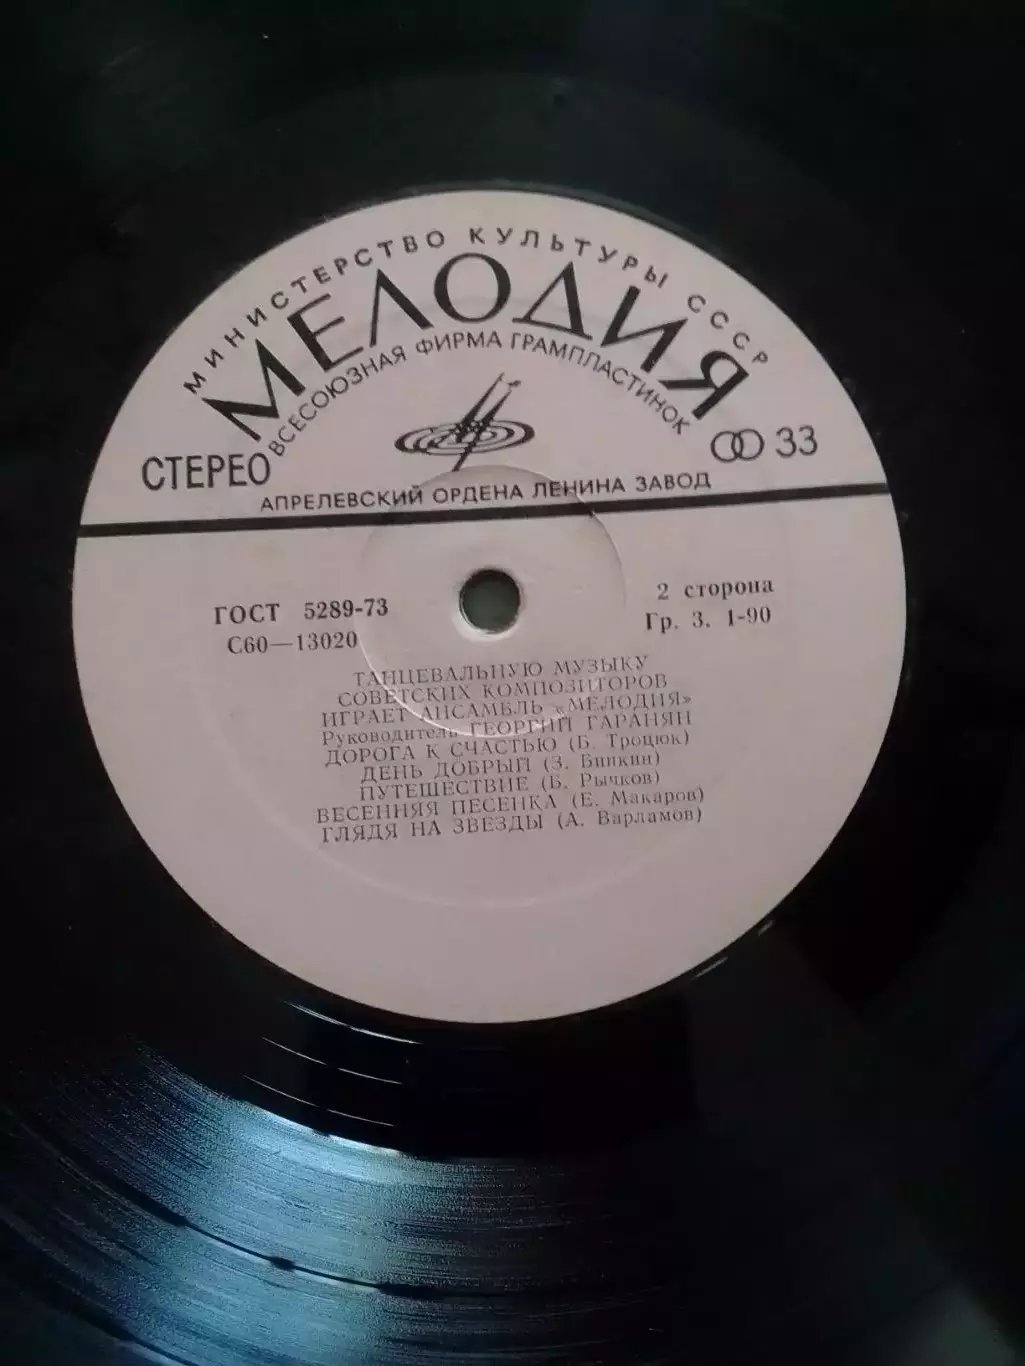 МИНИСТЕРСТВО КУЛЬТУРЫ СССР
МЕЛОДИЯ
ВСЕСОЮЗНАЯ ФИРМА ГРАМПЛАСТИНОК
СТЕРЕО
33
АПРЕЛЕВСКИЙ ОРДЕНА ЛЕНИНА ЗАВОД
ГОСТ 5289-73
2 сторона
С60—13020
Гр. 3. 1-90
ТАНЦЕВАЛЬНУЮ МУЗЫКУ
СОВЕТСКИХ КОМПОЗИТОРОВ
ИГРАЕТ АНСАМБЛЬ «МЕЛОДИЯ»
Руководитель ГЕОРГИЙ ГАРАНЯН
ДОРОГА К СЧАСТЬЮ (Б. Троцюк)
ДЕНЬ ДОБРЫЙ (З. Бинкин)
ПУТЕШЕСТВИЕ (Б. Рычков)
ВЕСЕННЯЯ ПЕСЕНКА (Е. Макаров)
ГЛЯДЯ НА ЗВЕЗДЫ (А. Варламов)